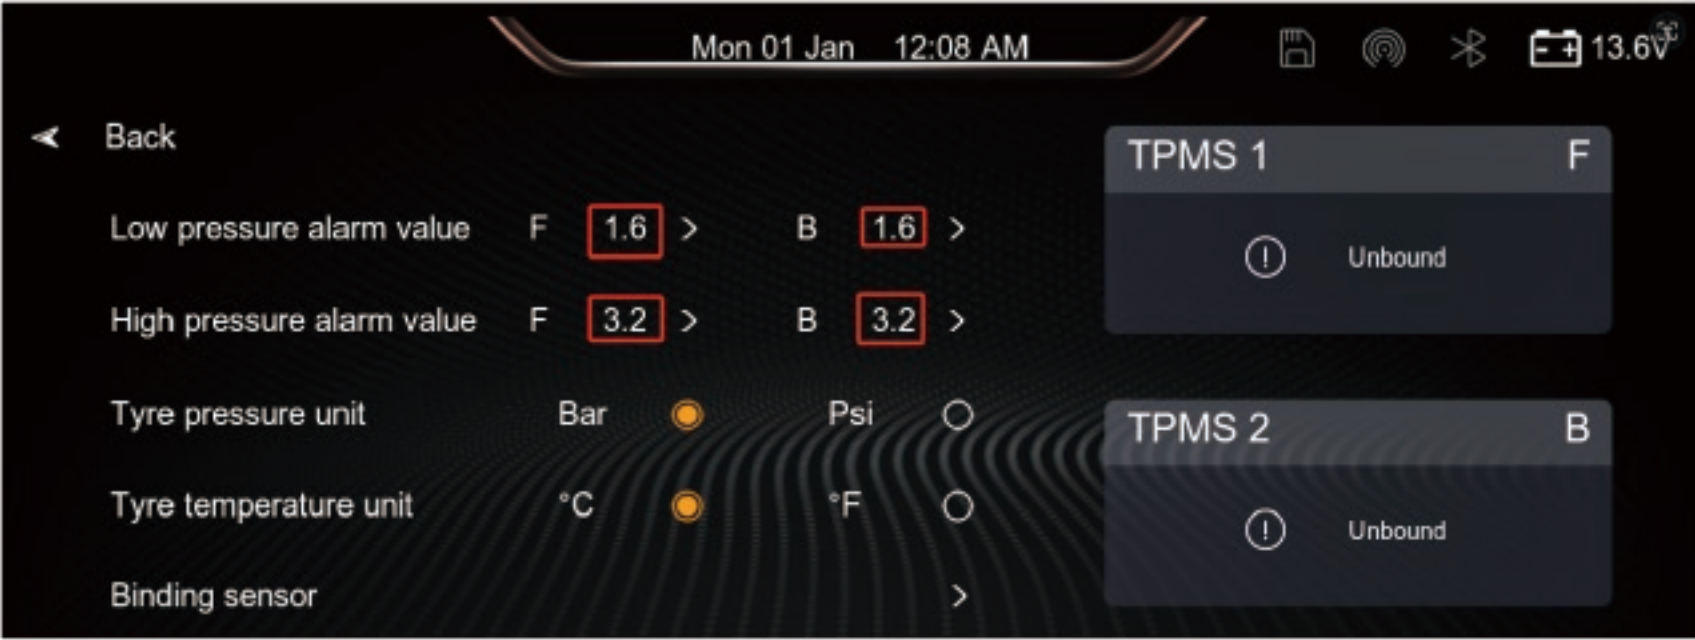 Mon 01 Jan 12:08 AM 13.6V
Back
Low pressure alarm value F 1.6 > B 1.6 >
High pressure alarm value F 3.2 > B 3.2 >
Tyre pressure unit Bar Psi
Tyre temperature unit °C °F
Binding sensor >
TPMS 1 F
! Unbound
TPMS 2 B
! Unbound